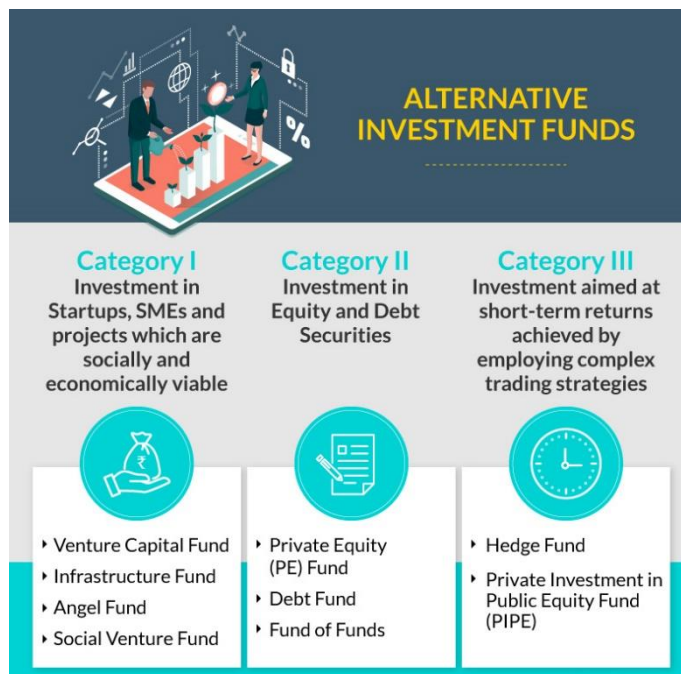 ALTERNATIVE
INVESTMENT FUNDS
%
Category I
Investment in
Startups, SMEs and
projects which are
socially and
economically viable
₹
Venture Capital Fund
Infrastructure Fund
Angel Fund
Social Venture Fund
Category II
Investment in
Equity and Debt
Securities
Private Equity
(PE) Fund
Debt Fund
Fund of Funds
Category III
Investment aimed at
short-term returns
achieved by
employing complex
trading strategies
Hedge Fund
Private Investment in
Public Equity Fund
(PIPE)